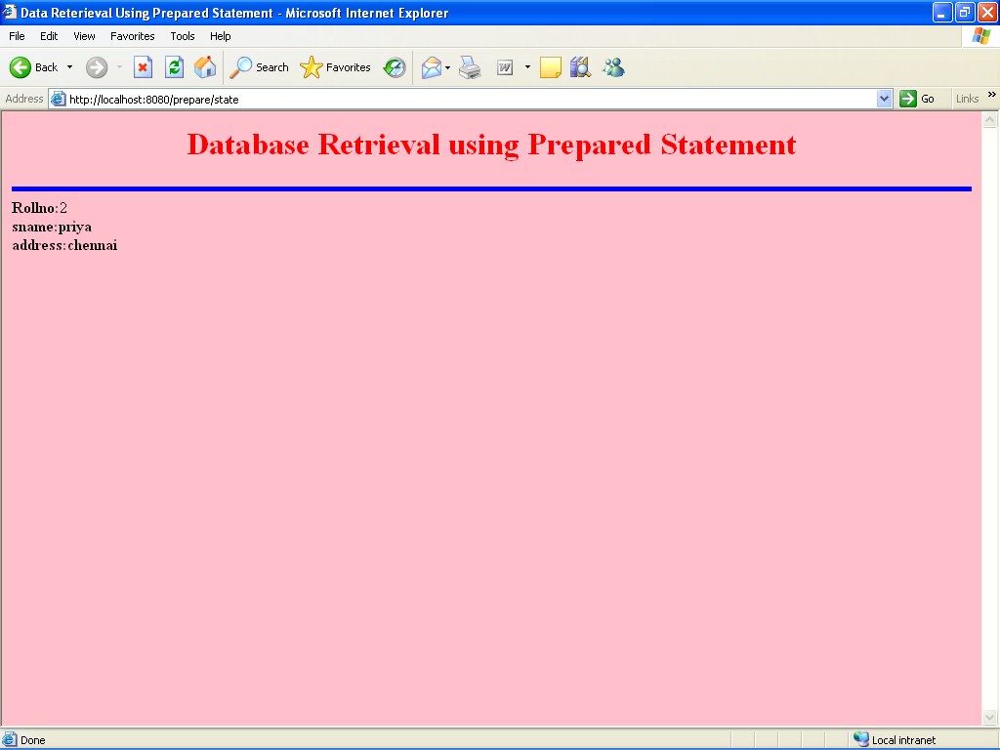 Data Reterieval Using Prepared Statement - Microsoft Internet Explorer
File Edit View Favorites Tools Help
Back Search Favorites
Address http://localhost:8080/prepare/state Go Links »
Database Retrieval using Prepared Statement
Rollno:2
sname:priya
address:chennai
Done Local intranet